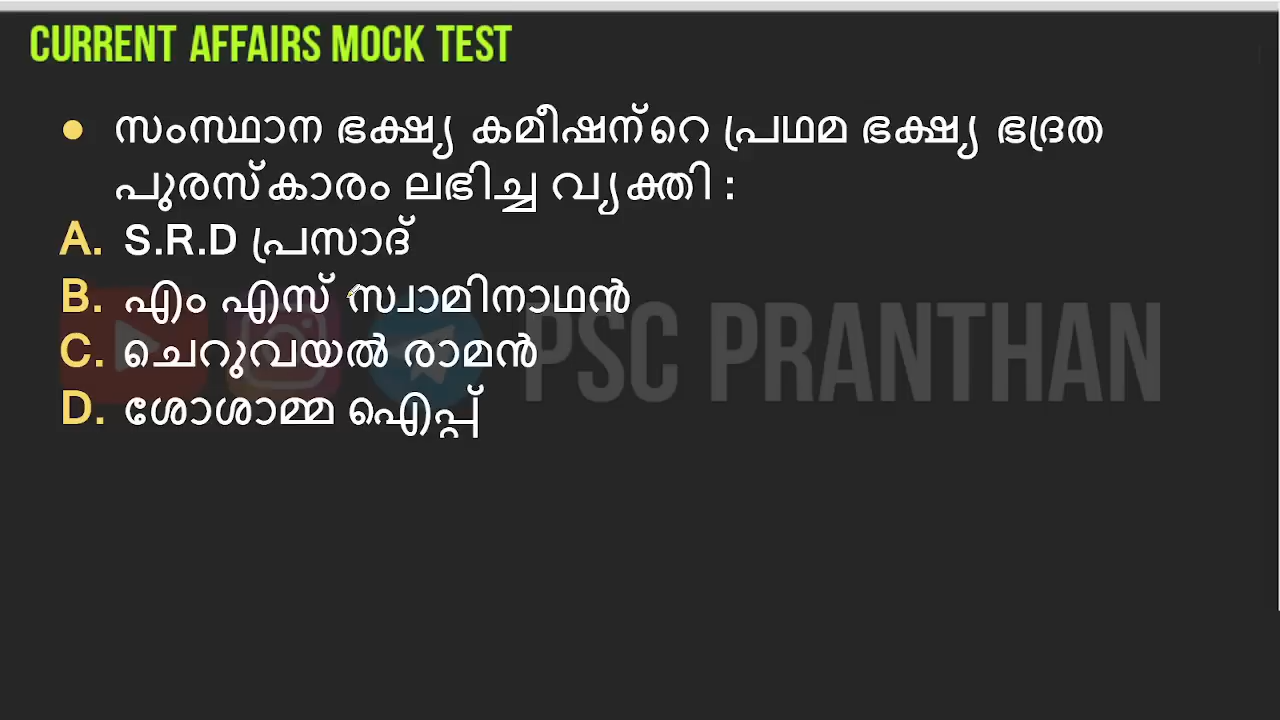 CURRENT AFFAIRS MOCK TEST
● സംസ്ഥാന ഭക്ഷ്യ കമീഷന്റെ പ്രഥമ ഭക്ഷ്യ ഭദ്രത
പുരസ്കാരം ലഭിച്ച വ്യക്തി :
A. S.R.D പ്രസാദ്
B. എം എസ് സ്വാമിനാഥൻ
C. ചെറുവയൽ രാമൻ
D. ശോശാമ്മ ഐപ്പ്
PSC PRANTHAN